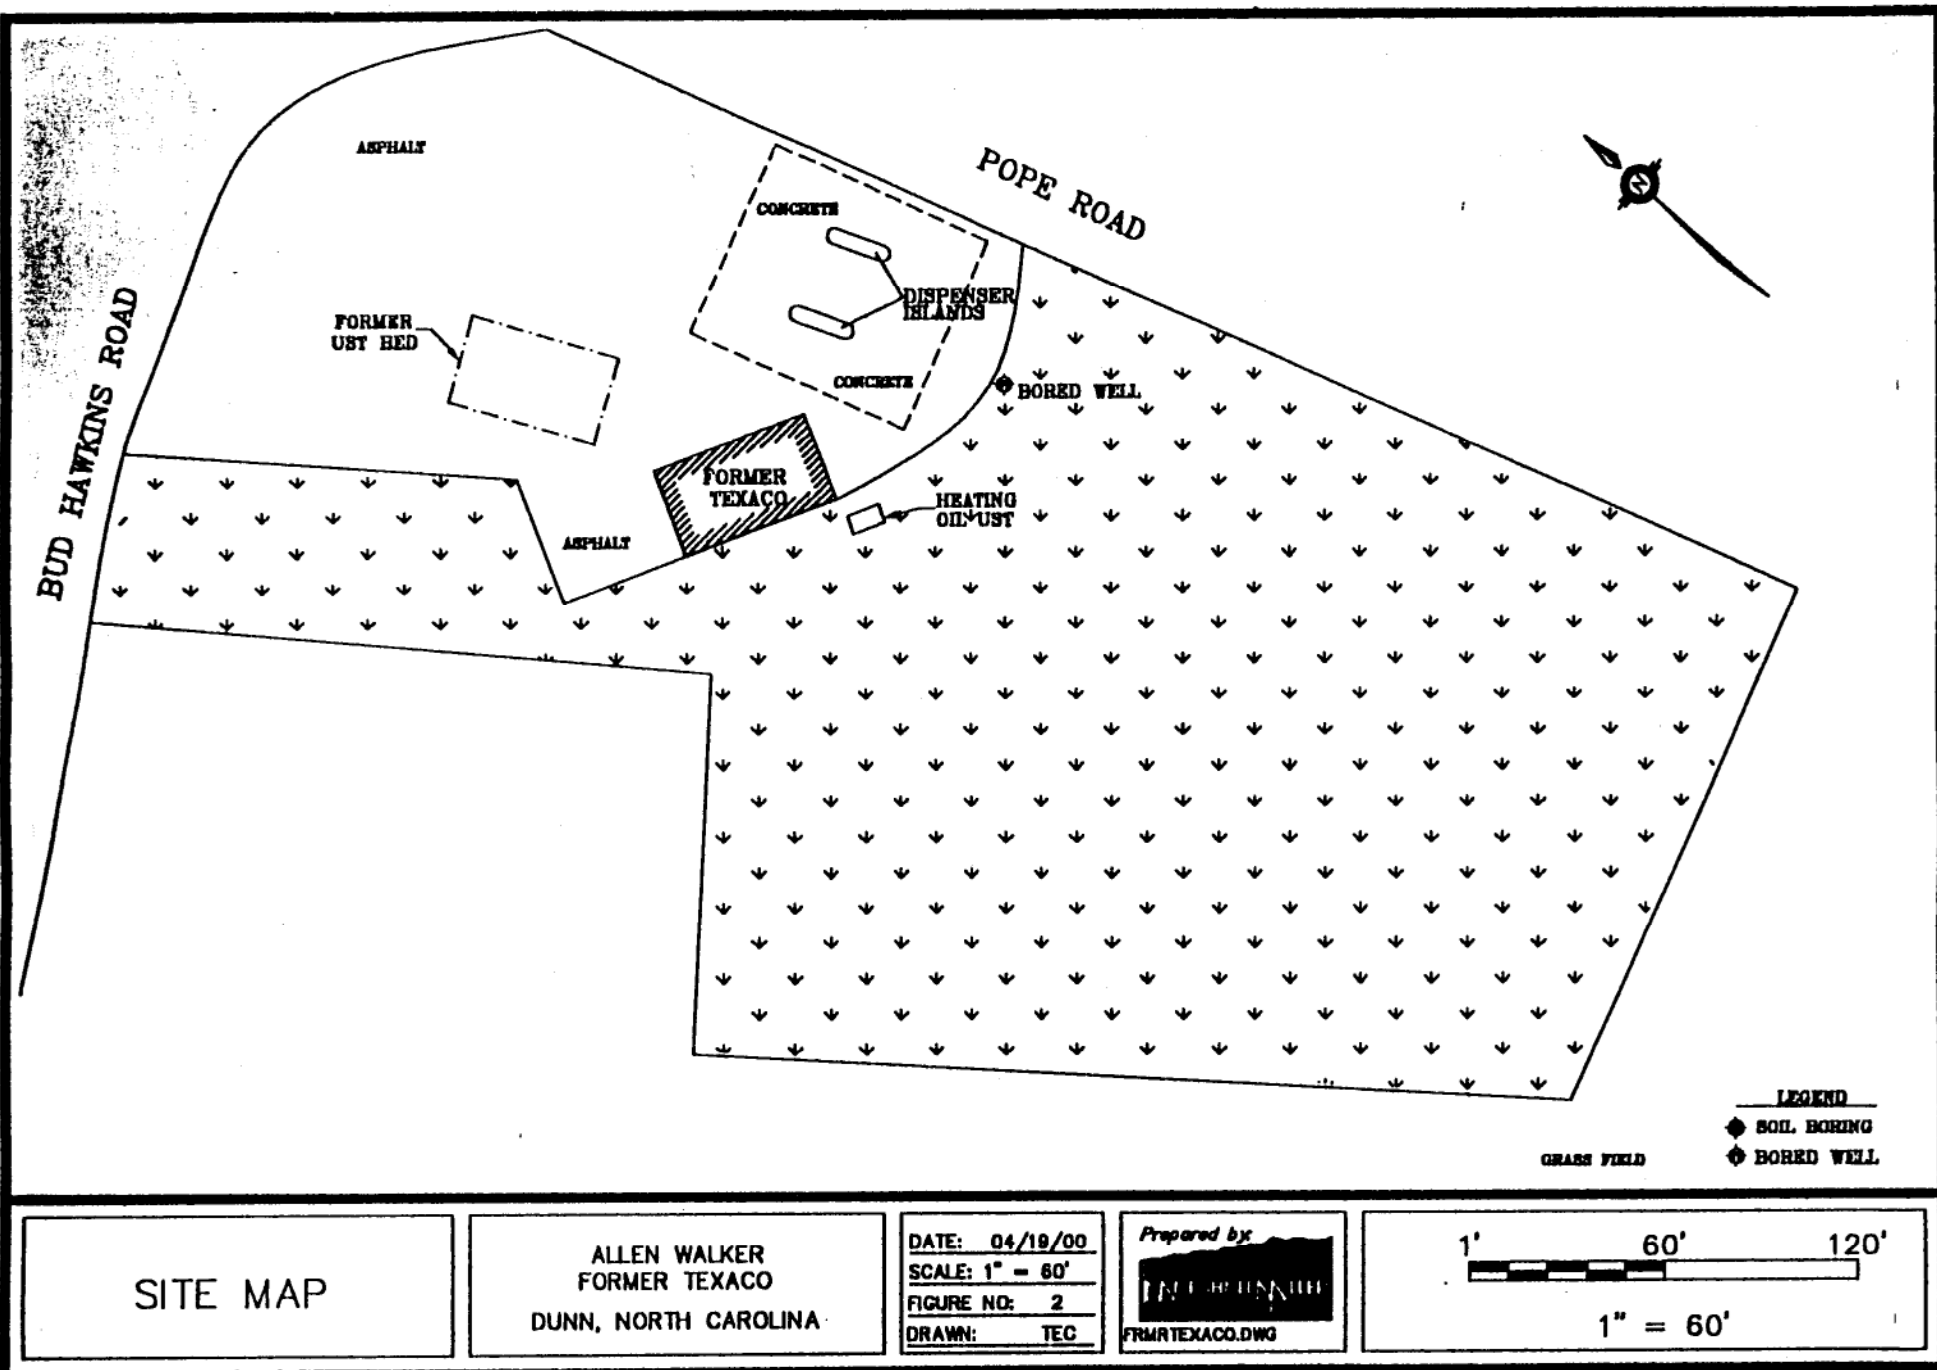 ASPHALT
POPE ROAD
CONCRETE
DISPENSER
ISLANDS
FORMER
UST BED
BUD HAWKINS ROAD
CONCRETE
BORED WELL
FORMER
TEXACO
HEATING
OIL UST
ASPHALT
N
LEGEND
SOIL BORING
BORED WELL
GRASS FIELD
SITE MAP
ALLEN WALKER
FORMER TEXACO
DUNN, NORTH CAROLINA
DATE: 04/19/00
SCALE: 1" = 60'
FIGURE NO: 2
DRAWN: TEC
Prepared by:
FRMRTEXACO.DWG
1' 60' 120'
1" = 60'